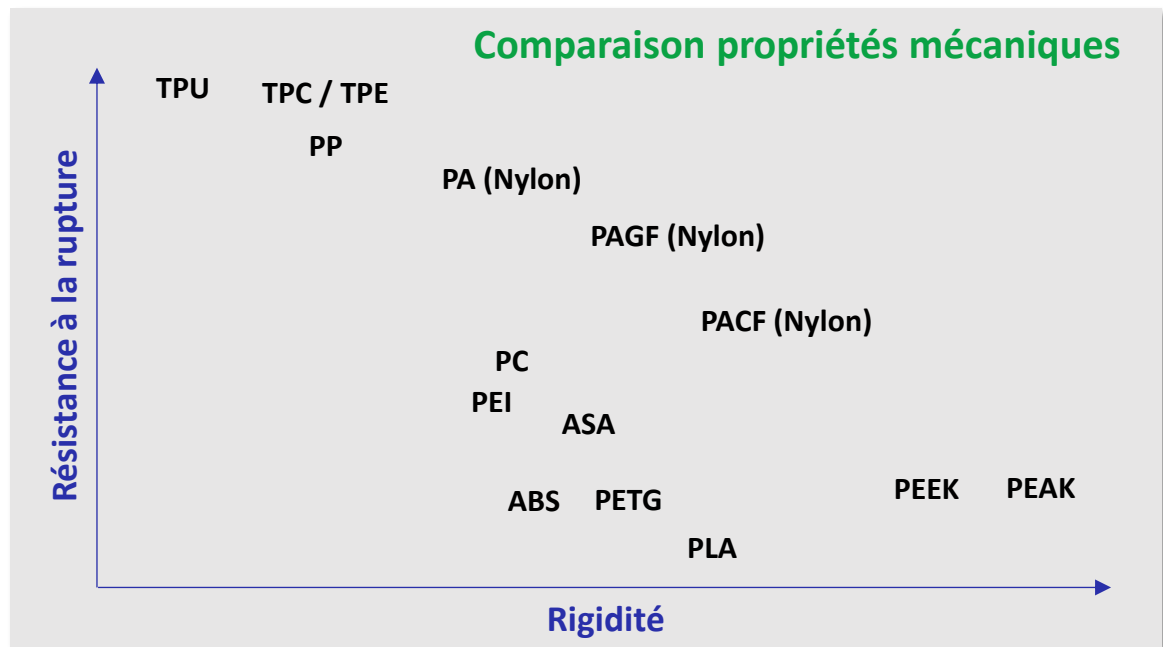 Comparaison propriétés mécaniques
TPU
TPC / TPE
PP
PA (Nylon)
PAGF (Nylon)
PACF (Nylon)
PC
PEI
ASA
ABS
PETG
PEEK
PEAK
PLA
Résistance à la rupture
Rigidité